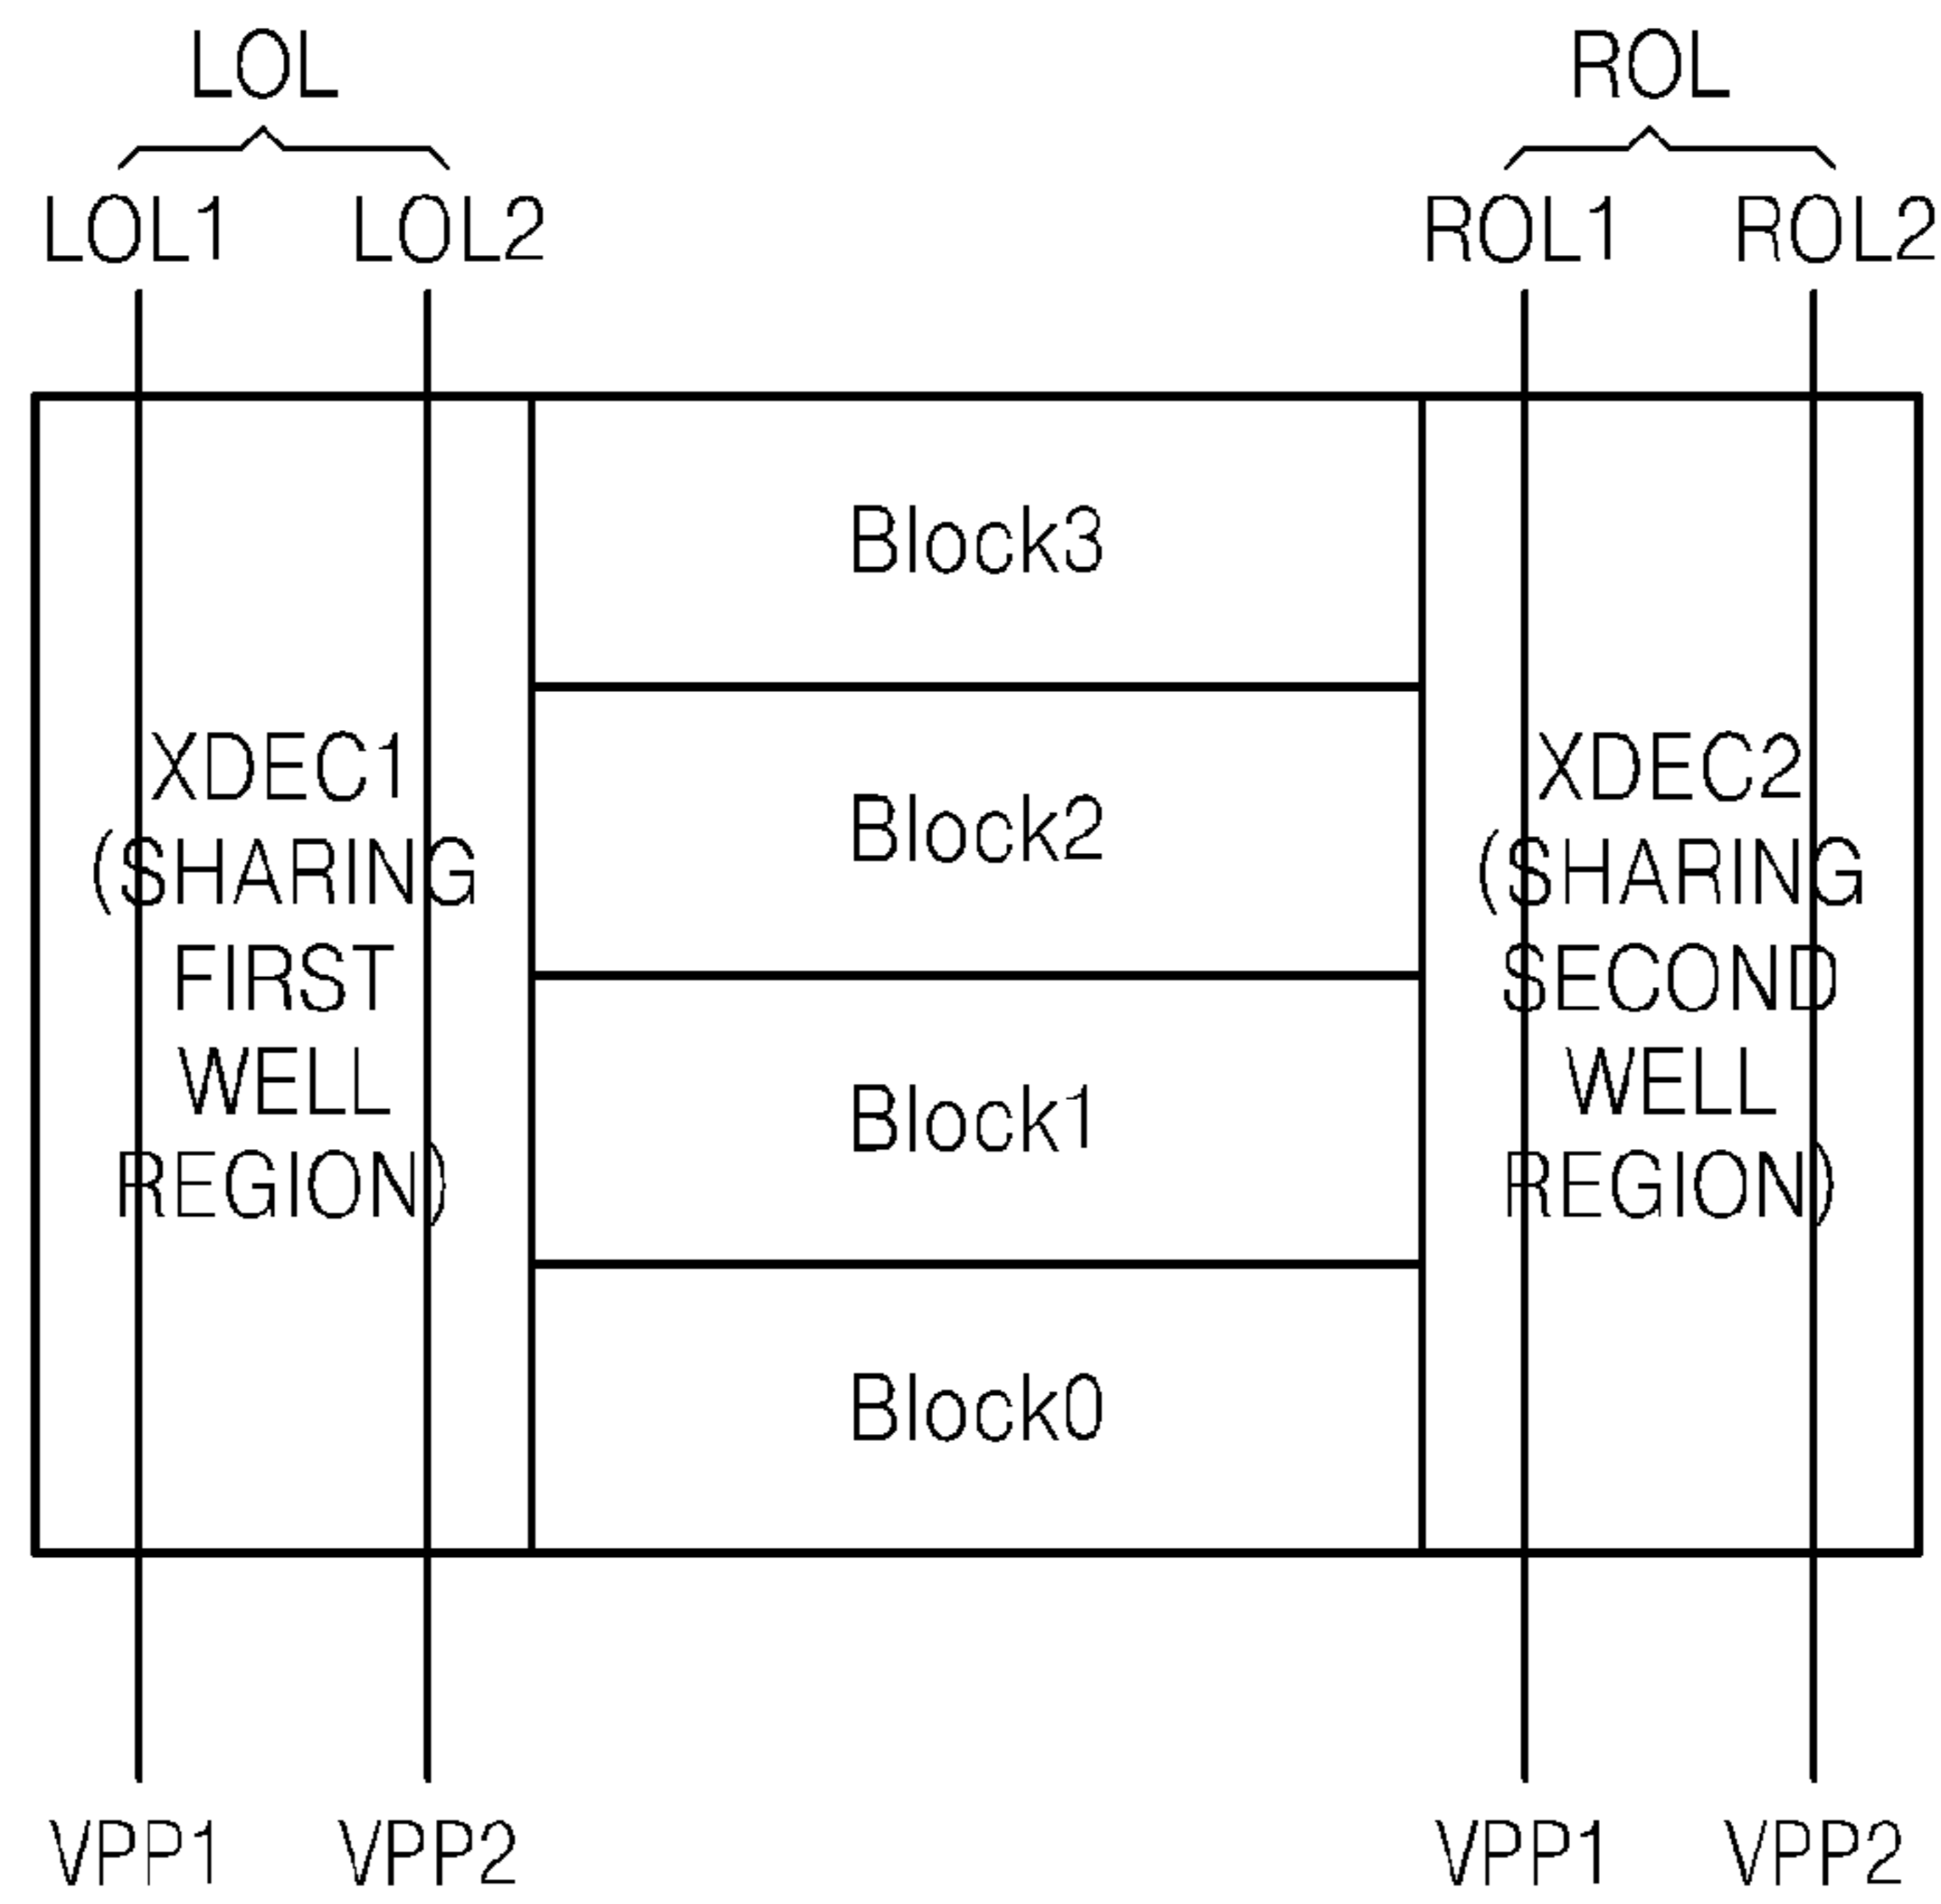 LOL
ROL
LOL1
LOL2
ROL1
ROL2
Block3
XDEC1
(SHARING
FIRST
WELL
REGION)
Block2
Block1
XDEC2
(SHARING
SECOND
WELL
REGION)
Block0
VPP1
VPP2
VPP1
VPP2